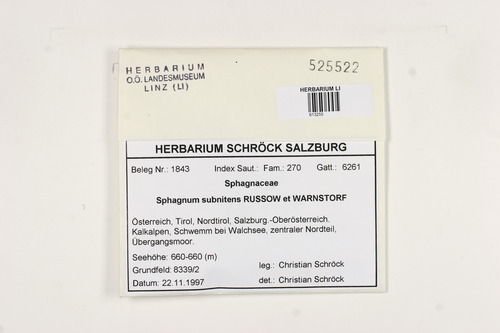 HERBARIUM
O.Ö. LANDESMUSEUM
LINZ (LI)
525522
HERBARIUM LI
HERBARIUM SCHRÖCK SALZBURG
Beleg Nr.: 1843 Index Saut.: Fam.: 270 Gatt.: 6261
Sphagnaceae
Sphagnum subnitens RUSSOW et WARNSTORF
Österreich, Tirol, Nordtirol, Salzburg.-Oberösterreich.
Kalkalpen, Schwemm bei Walchsee, zentraler Nordteil,
Übergangsmoor.
Seehöhe: 660-660 (m)
Grundfeld: 8339/2 leg.: Christian Schröck
Datum: 22.11.1997 det.: Christian Schröck